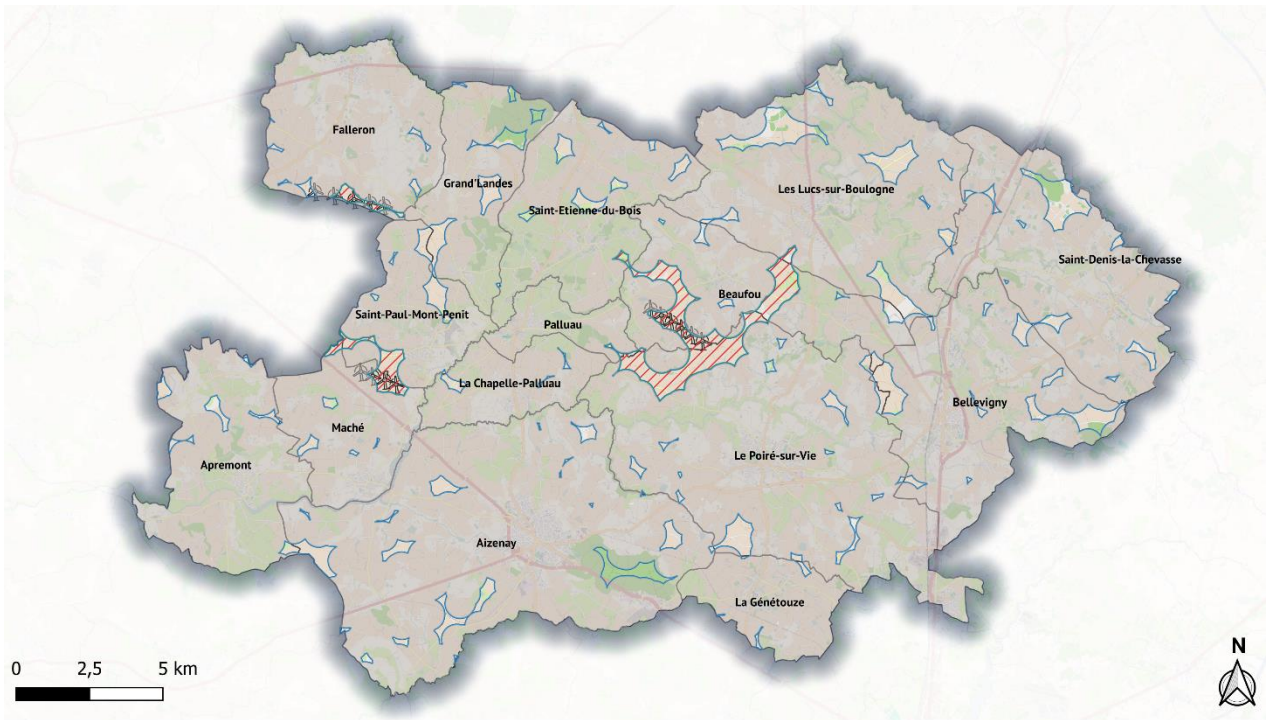 Falleron
Grand'Landes
Les Lucs-sur-Boulogne
Saint-Etienne-du-Bois
Saint-Denis-la-Chevasse
Beaufou
Saint-Paul-Mont-Penit
Palluau
La Chapelle-Palluau
Bellevigny
Maché
Le Poiré-sur-Vie
Apremont
Aizenay
La Génétouze
N
0 2,5 5 km